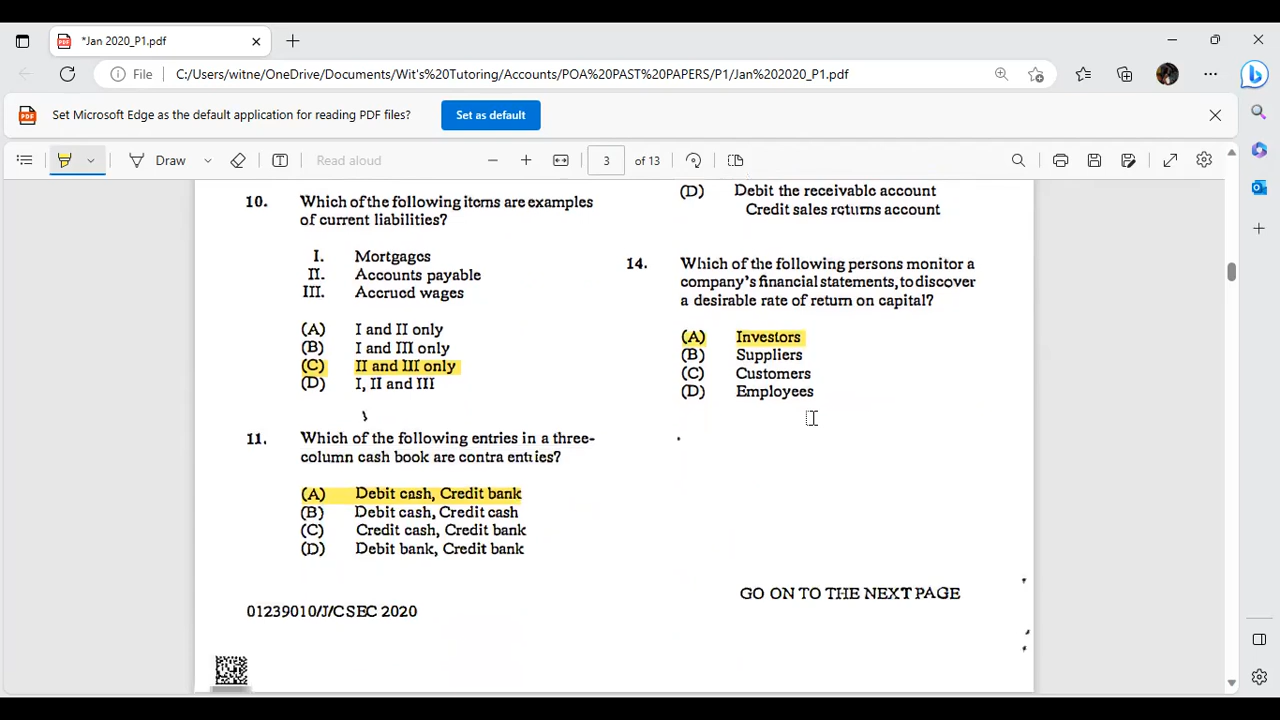 *Jan 2020_P1.pdf
File
C:/Users/witne/OneDrive/Documents/Wit's%20Tutoring/Accounts/POA%20PAST%20PAPERS/P1/Jan%202020_P1.pdf
Set Microsoft Edge as the default application for reading PDF files?
Set as default
Draw
Read aloud
3
of 13
10. Which of the following items are examples
of current liabilities?
I. Mortgages
II. Accounts payable
III. Accrued wages
(A) I and II only
(B) I and III only
(C) II and III only
(D) I, II and III
11. Which of the following entries in a three-
column cash book are contra entries?
(A) Debit cash, Credit bank
(B) Debit cash, Credit cash
(C) Credit cash, Credit bank
(D) Debit bank, Credit bank
01239010/J/CSEC 2020
(D) Debit the receivable account
Credit sales returns account
14. Which of the following persons monitor a
company's financial statements, to discover
a desirable rate of return on capital?
(A) Investors
(B) Suppliers
(C) Customers
(D) Employees
GO ON TO THE NEXT PAGE